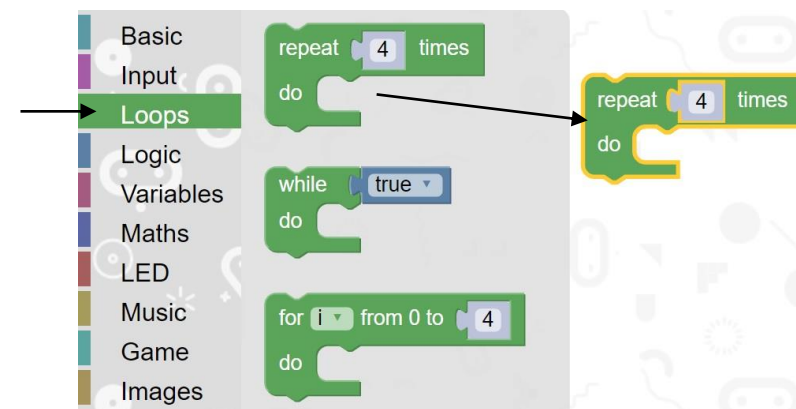 Basic
Input
Loops
Logic
Variables
Maths
LED
Music
Game
Images
repeat 4 times
do
while true
do
for i from 0 to 4
do
repeat 4 times
do